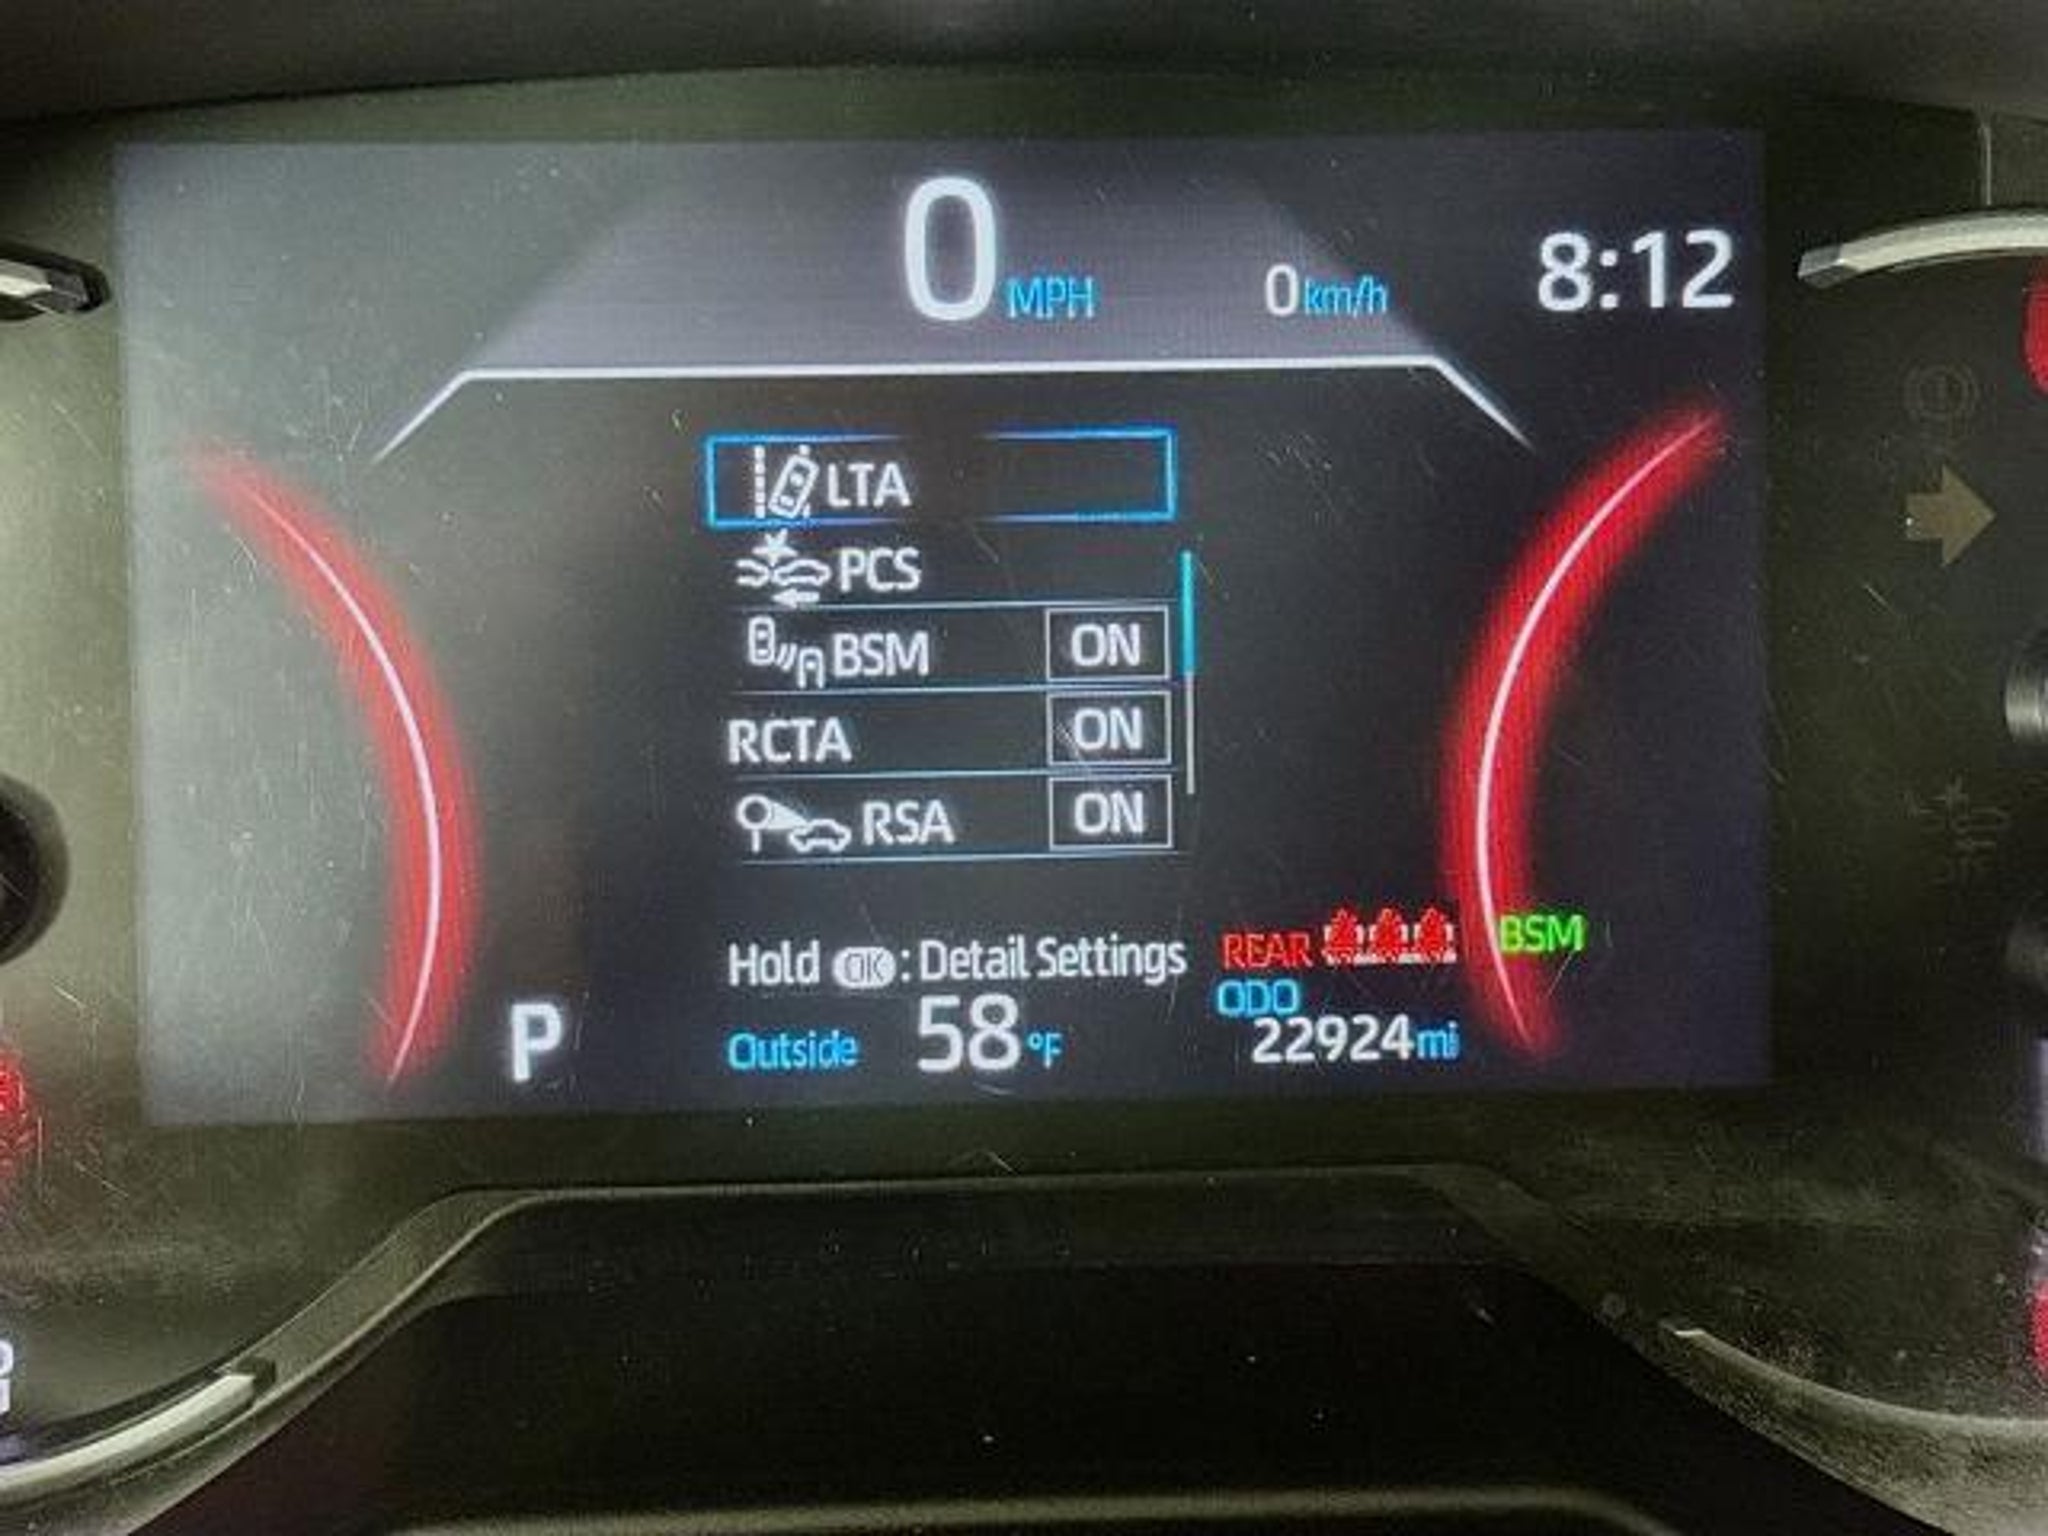 0 MPH
0 km/h
8:12
LTA
PCS
BSM ON
RCTA ON
RSA ON
Hold OK : Detail Settings
REAR
BSM
ODO
22924 mi
P
Outside 58 °F